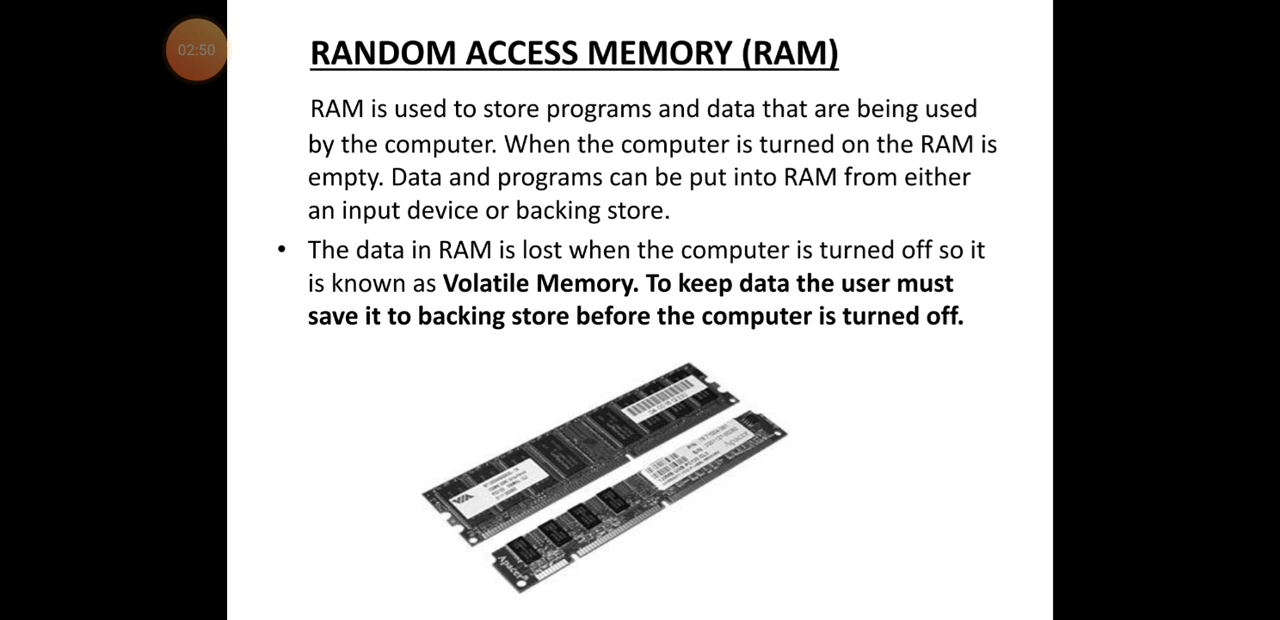 02:50
RANDOM ACCESS MEMORY (RAM)
RAM is used to store programs and data that are being used
by the computer. When the computer is turned on the RAM is
empty. Data and programs can be put into RAM from either
an input device or backing store.
• The data in RAM is lost when the computer is turned off so it
is known as Volatile Memory. To keep data the user must
save it to backing store before the computer is turned off.
VIA
Apacer
Apacer